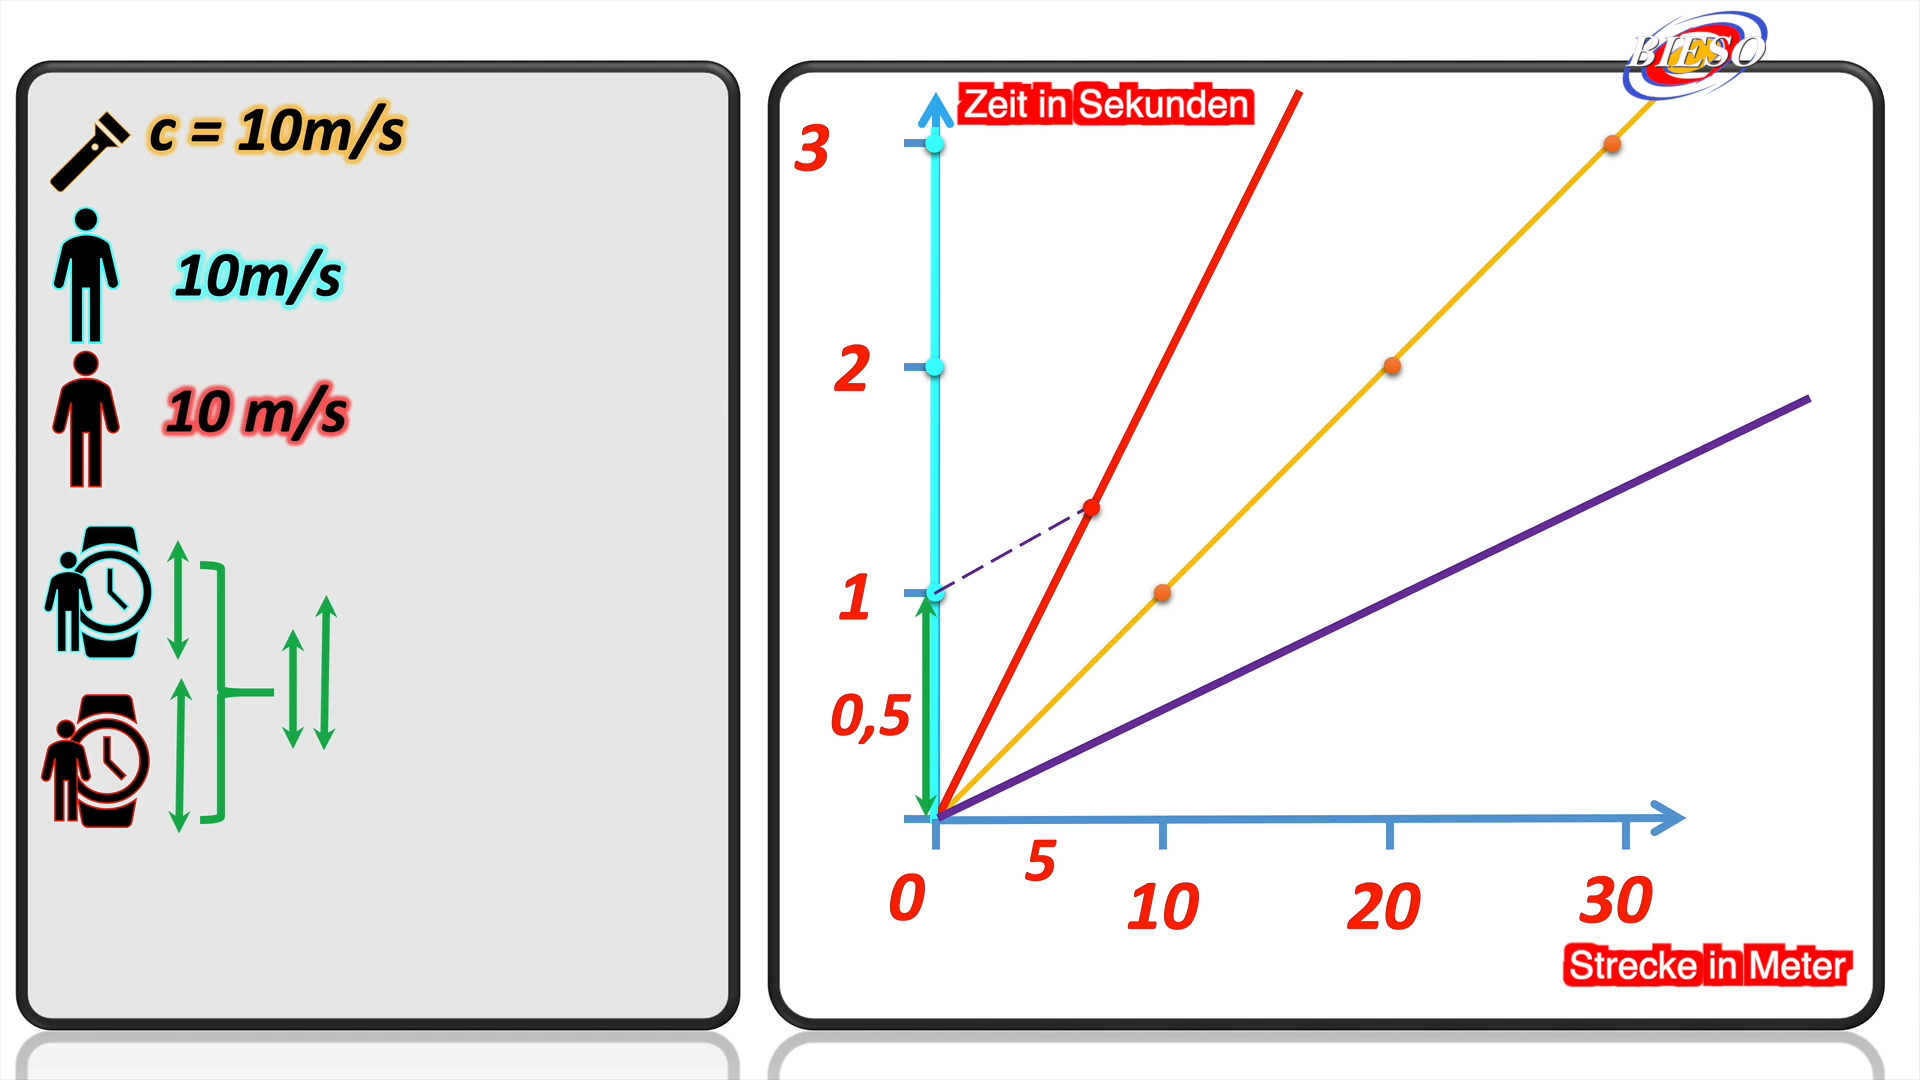 BIESO
c = 10m/s
10m/s
10 m/s
Zeit in Sekunden
3
2
1
0,5
0
5
10
20
30
Strecke in Meter